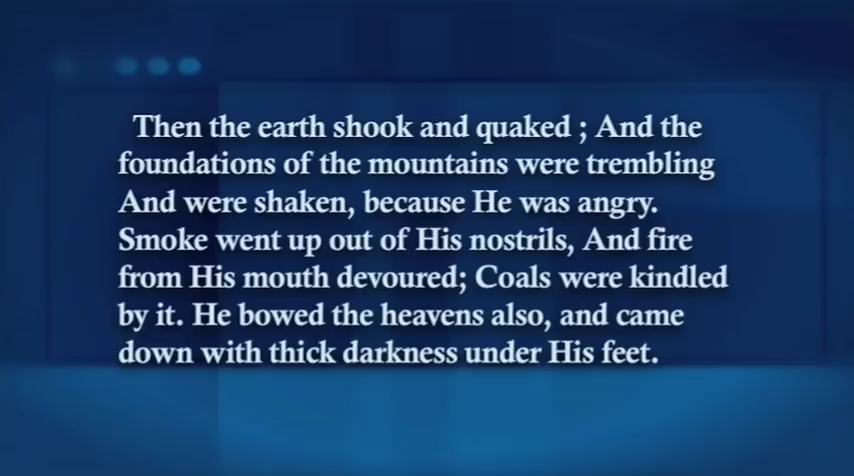 Then the earth shook and quaked ; And the
foundations of the mountains were trembling
And were shaken, because He was angry.
Smoke went up out of His nostrils, And fire
from His mouth devoured; Coals were kindled
by it. He bowed the heavens also, and came
down with thick darkness under His feet.